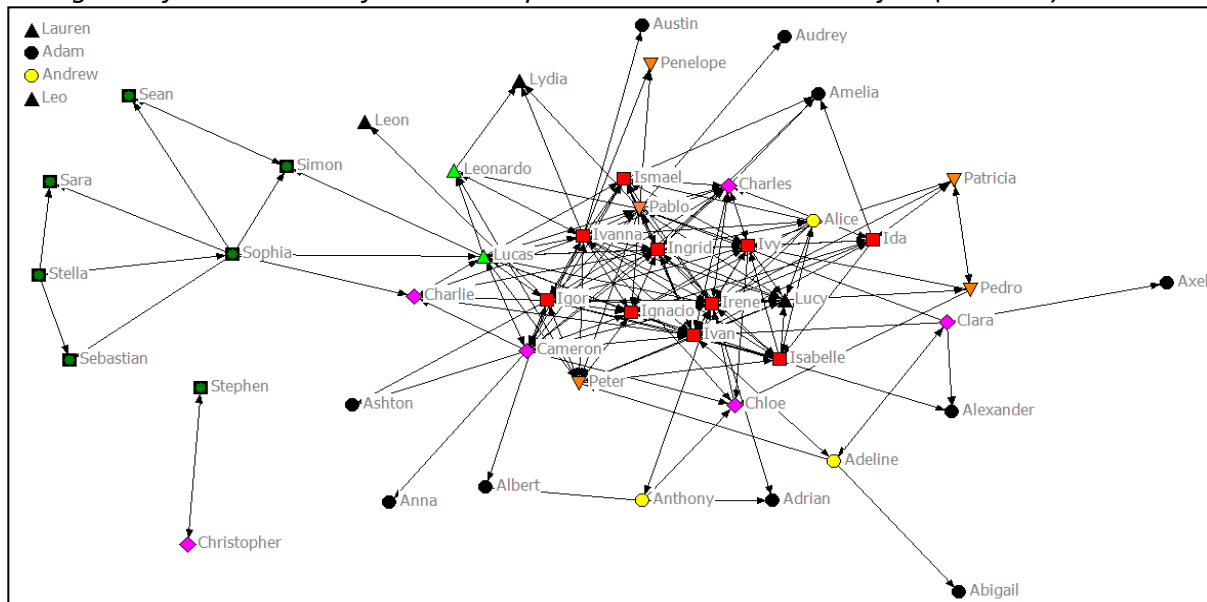 Lauren
Austin
Adam
Audrey
Penelope
Andrew
Lydia
Leo
Sean
Amelia
Leon
Simon
Leonardo
Ismael
Charles
Patricia
Sara
Pablo
Alice
Ivanna
Ingrid
Ivy
Ida
Sophia
Lucas
Stella
Axel
Pedro
Charlie
Igor
Irene
Lucy
Ignacio
Clara
Ivan
Cameron
Sebastian
Isabelle
Peter
Stephen
Ashton
Chloe
Alexander
Adeline
Albert
Anna
Anthony
Adrian
Christopher
Abigail